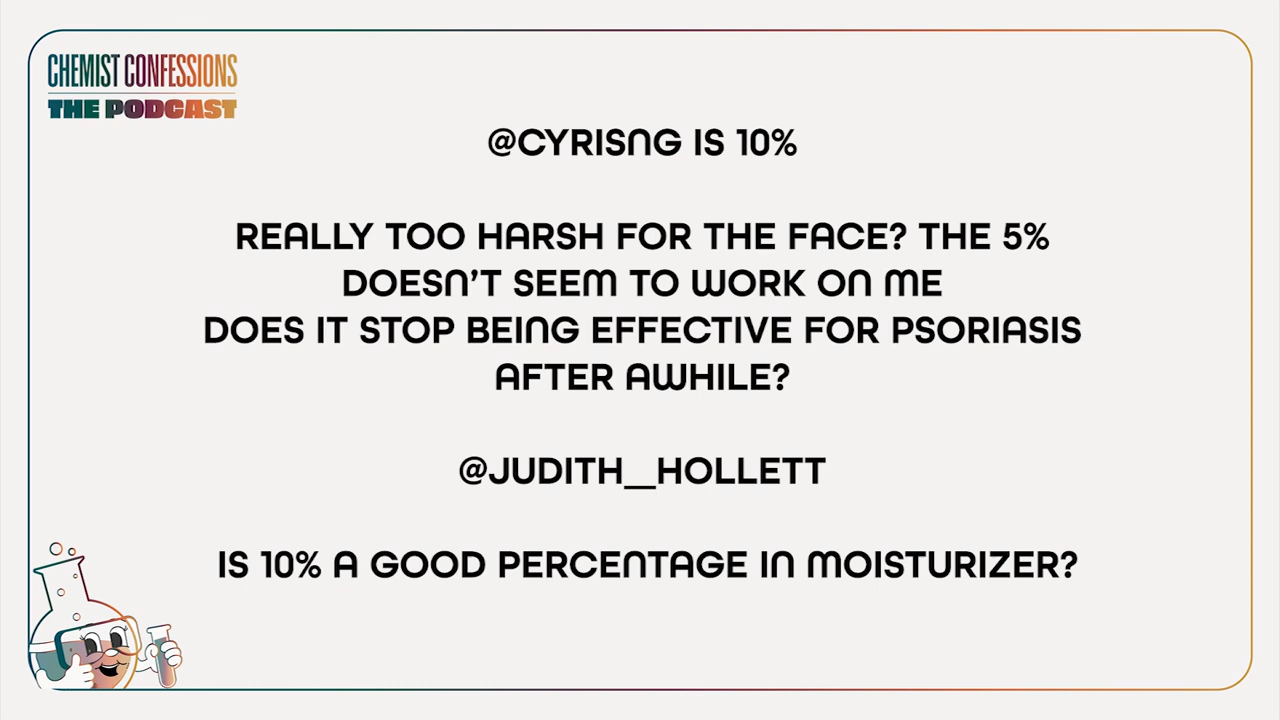 CHEMIST CONFESSIONS
THE PODCAST
@CYRISNG IS 10%
REALLY TOO HARSH FOR THE FACE? THE 5%
DOESN'T SEEM TO WORK ON ME
DOES IT STOP BEING EFFECTIVE FOR PSORIASIS
AFTER AWHILE?
@JUDITH__HOLLETT
IS 10% A GOOD PERCENTAGE IN MOISTURIZER?